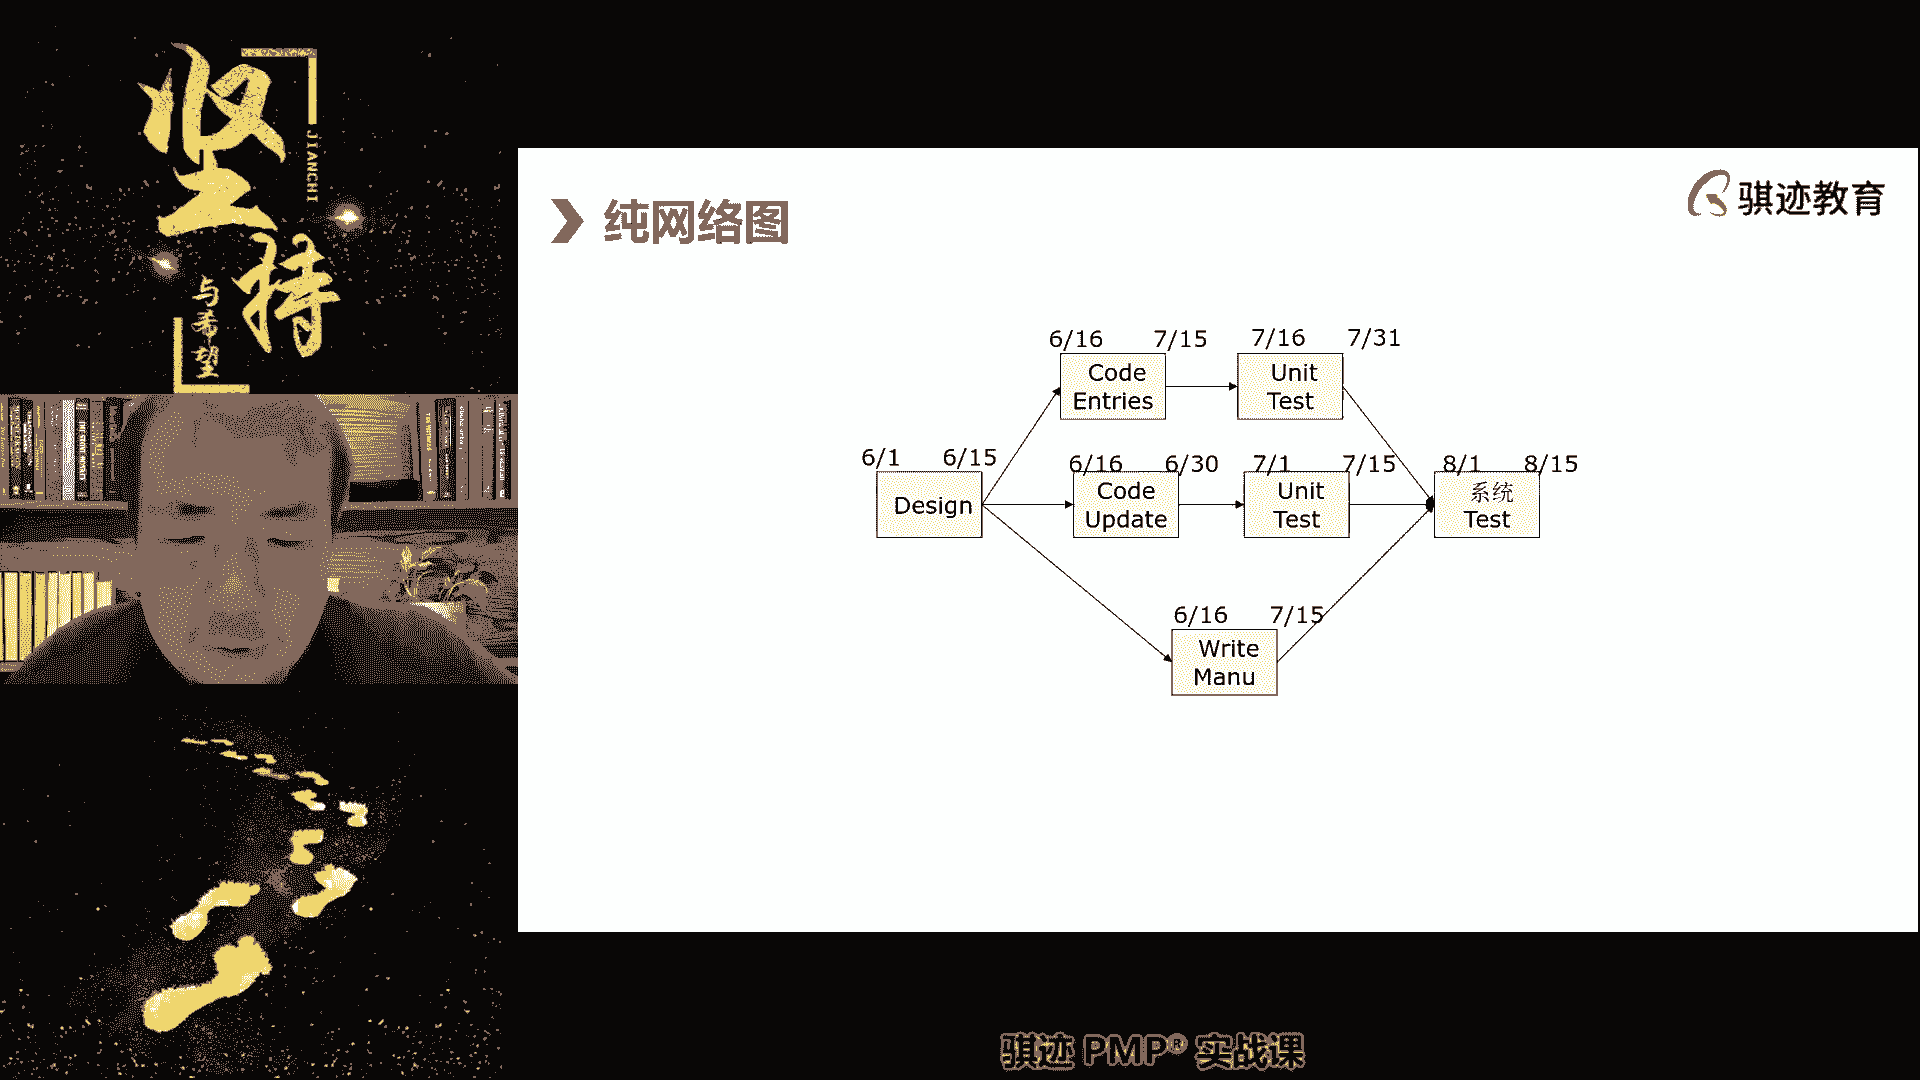 坚持
JIANCHI
与希望
骐迹教育
纯网络图
6/16 7/15 7/16 7/31
Code Entries
Unit Test
6/1 6/15 6/16 6/30 7/1 7/15 8/1 8/15
Design
Code Update
Unit Test
系统 Test
6/16 7/15
Write Manu
骐迹 PMP® 实战课